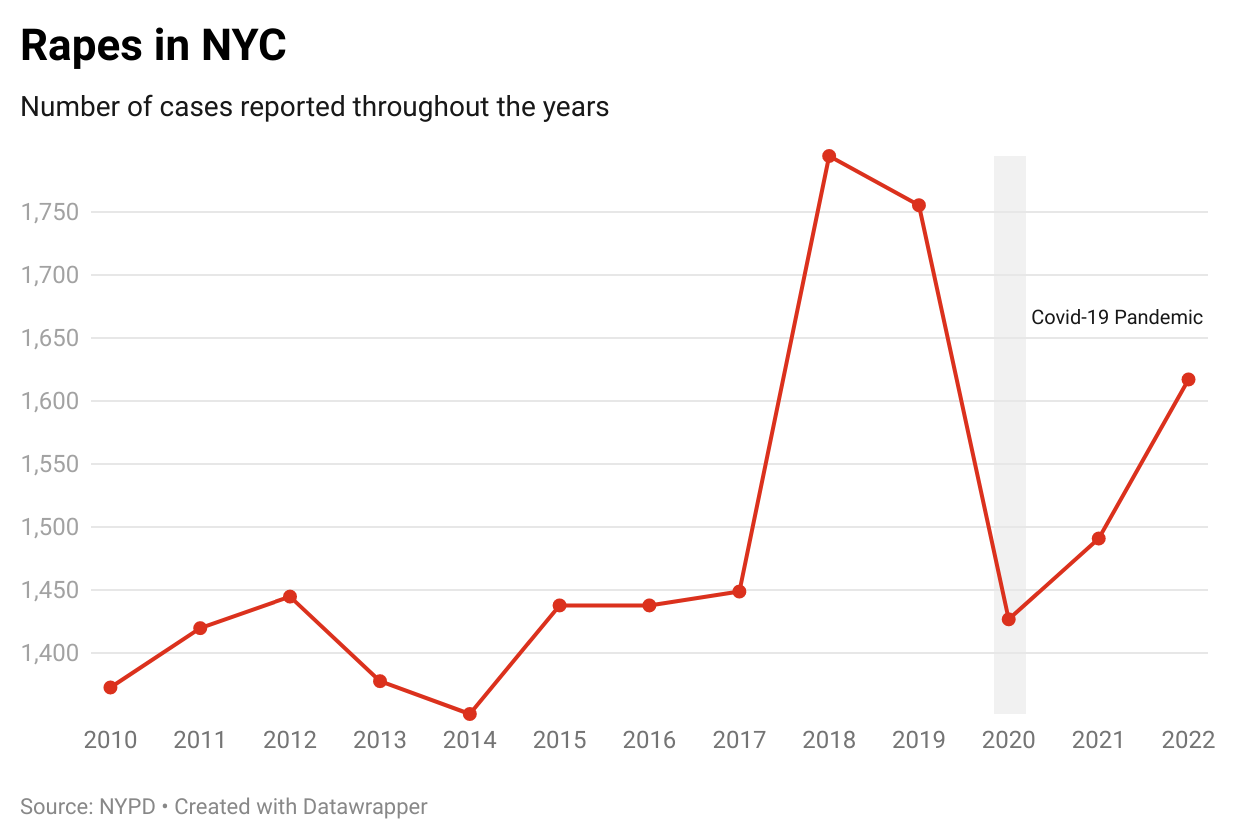 Rapes in NYC
Number of cases reported throughout the years
1,750
1,700
1,650
Covid-19 Pandemic
1,600
1,550
1,500
1,450
1,400
2010 2011 2012 2013 2014 2015 2016 2017 2018 2019 2020 2021 2022
Source: NYPD • Created with Datawrapper